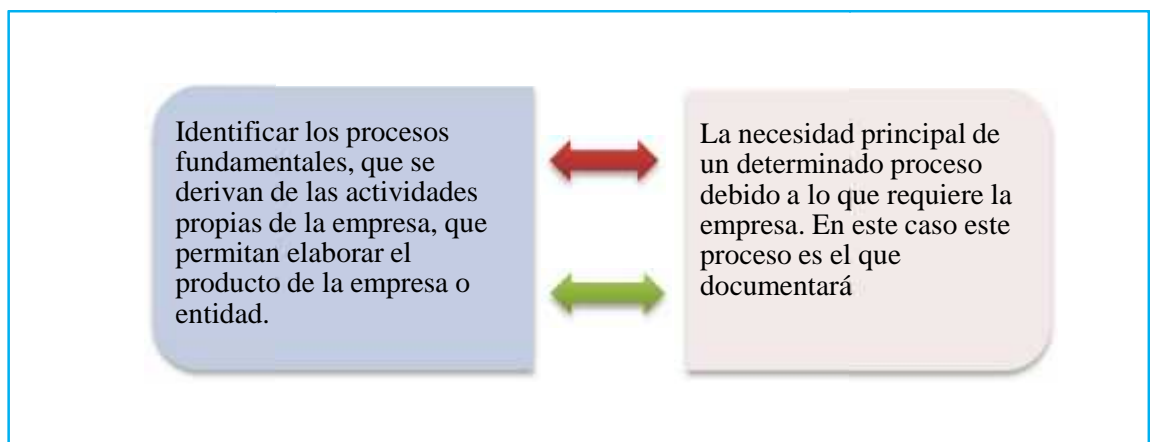 Identificar los procesos
fundamentales, que se
derivan de las actividades
propias de la empresa, que
permitan elaborar el
producto de la empresa o
entidad.
La necesidad principal de
un determinado proceso
debido a lo que requiere la
empresa. En este caso este
proceso es el que
documentará